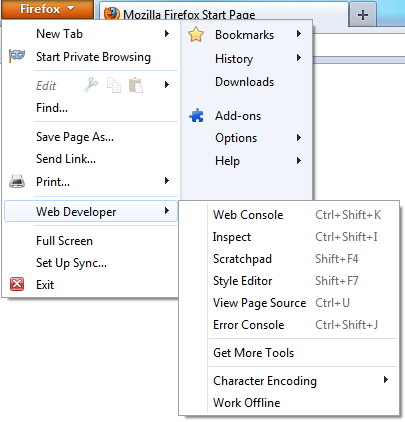 Firefox
Mozilla Firefox Start Page
New Tab
Start Private Browsing
Edit
Find...
Save Page As...
Send Link...
Print...
Web Developer
Full Screen
Set Up Sync...
Exit
Bookmarks
History
Downloads
Add-ons
Options
Help
Web Console Ctrl+Shift+K
Inspect Ctrl+Shift+I
Scratchpad Shift+F4
Style Editor Shift+F7
View Page Source Ctrl+U
Error Console Ctrl+Shift+J
Get More Tools
Character Encoding
Work Offline